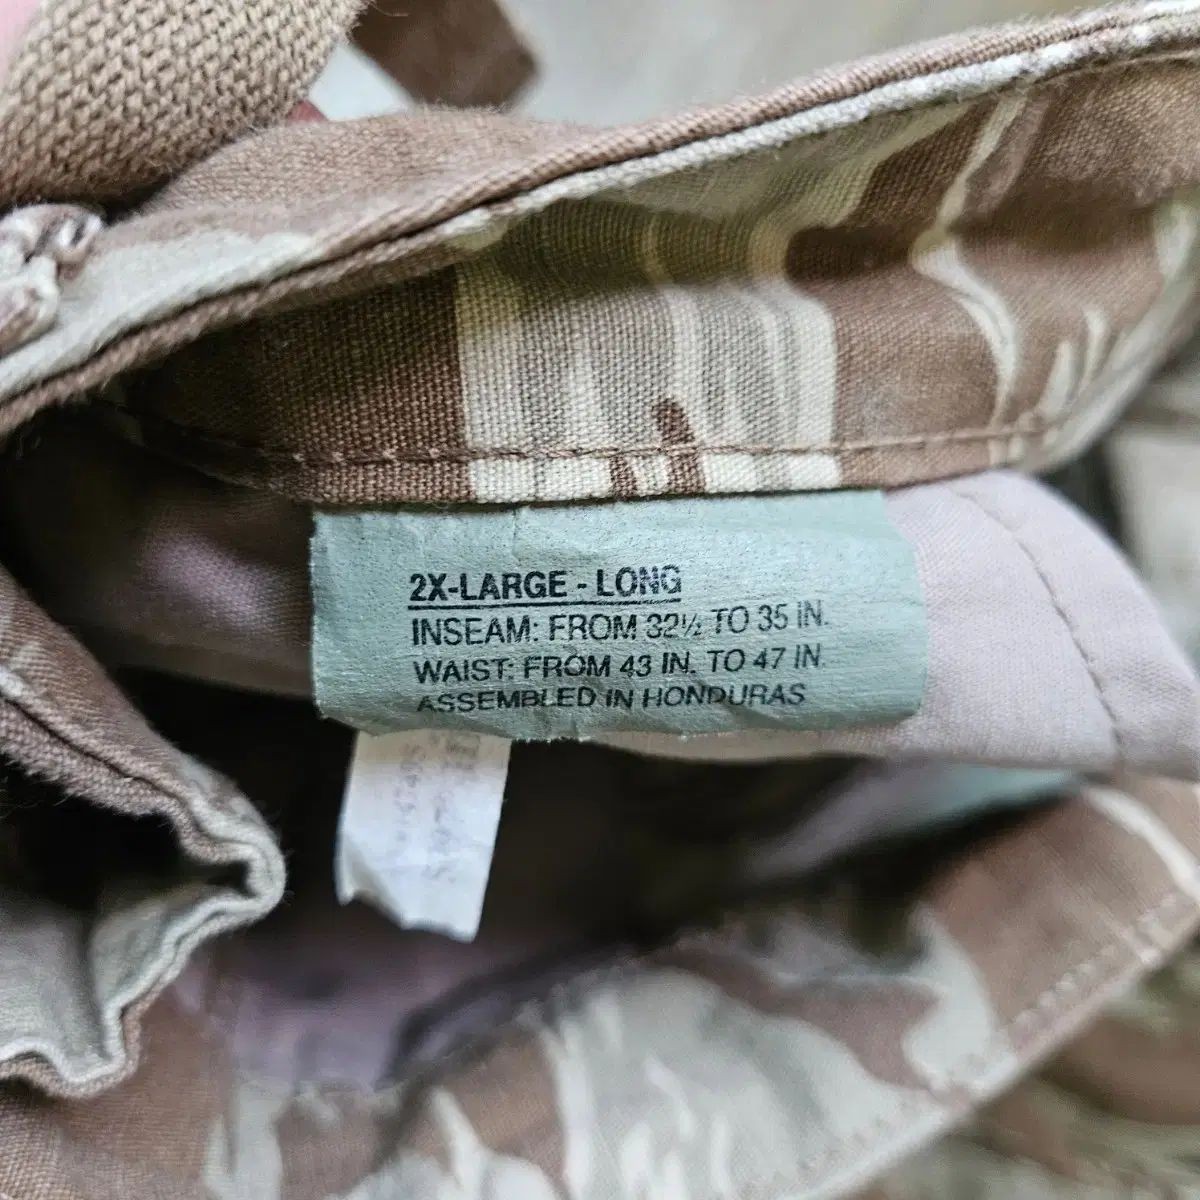 2X-LARGE - LONG
INSEAM: FROM 32½ TO 35 IN.
WAIST: FROM 43 IN. TO 47 IN.
ASSEMBLED IN HONDURAS